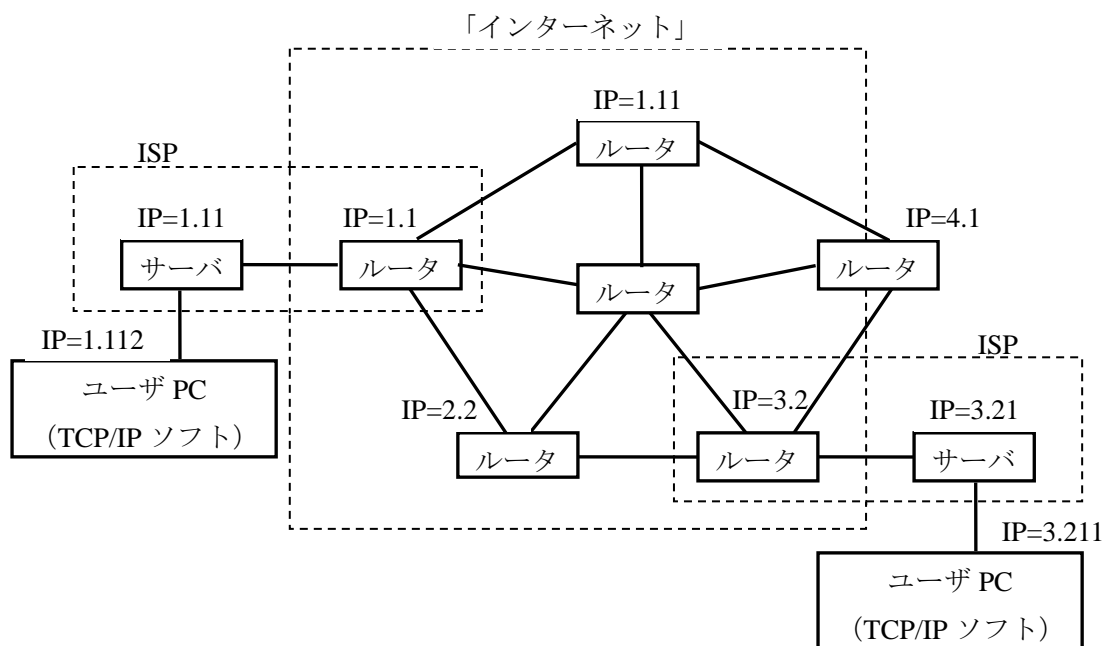 「インターネット」
IP=1.11
ルータ
ISP
IP=1.11
サーバ
IP=1.1
ルータ
IP=4.1
ルータ
ルータ
IP=1.112
ユーザ PC
（TCP/IP ソフト）
ISP
IP=2.2
ルータ
IP=3.2
ルータ
IP=3.21
サーバ
IP=3.211
ユーザ PC
（TCP/IP ソフト）